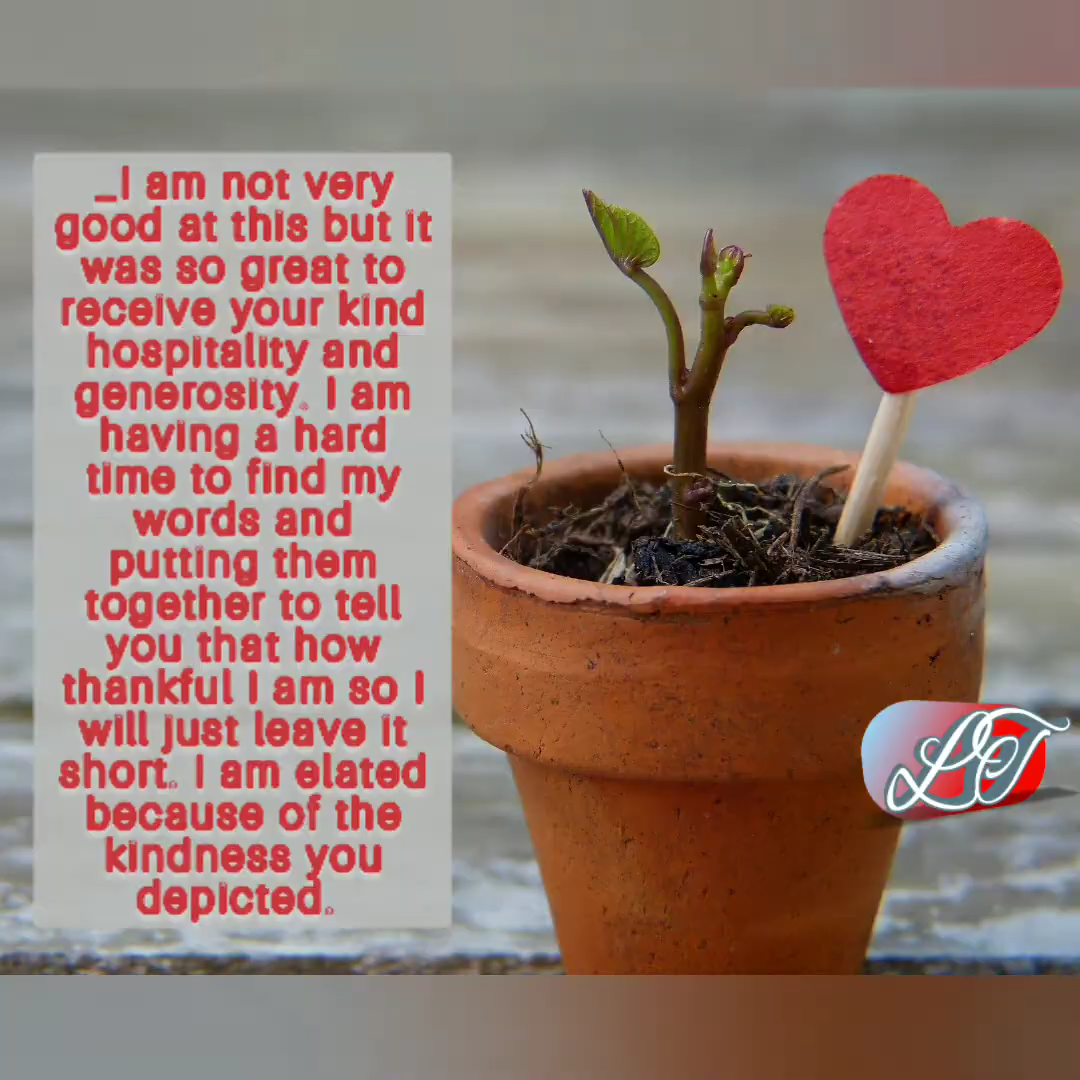 _I am not very
good at this but it
was so great to
receive your kind
hospitality and
generosity. I am
having a hard
time to find my
words and
putting them
together to tell
you that how
thankful I am so I
will just leave it
short. I am elated
because of the
kindness you
depicted.
LT